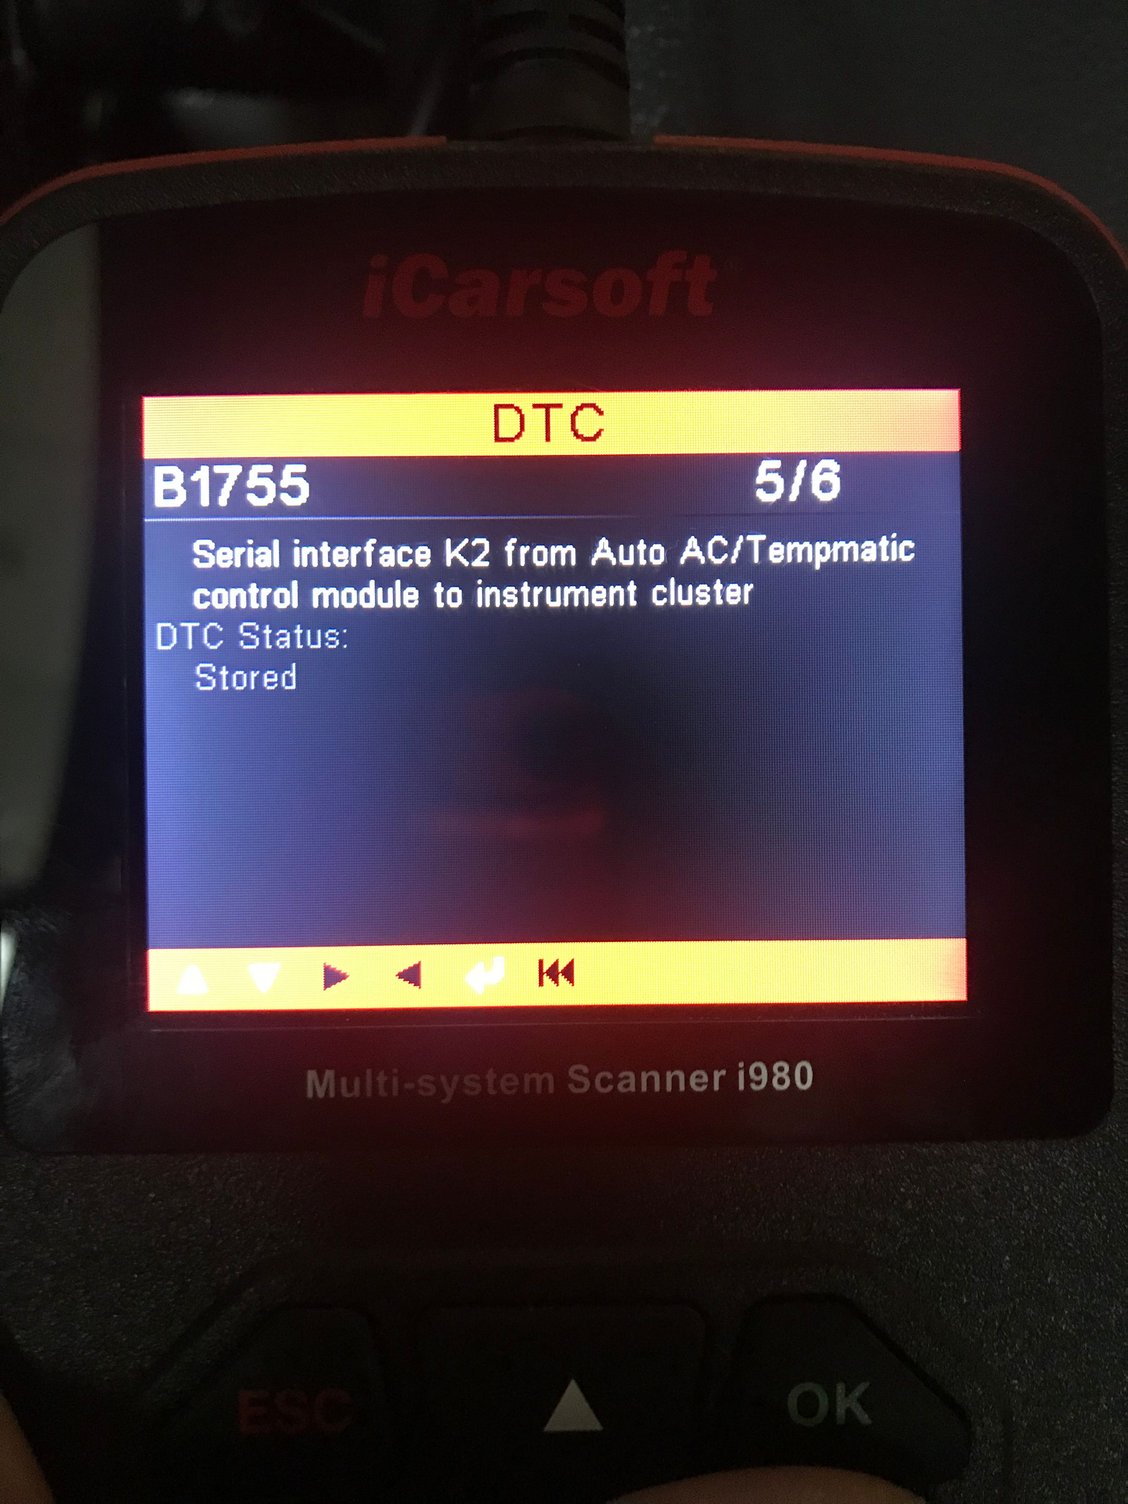 iCarsoft
DTC
B1755 5/6
Serial interface K2 from Auto AC/Tempmatic
control module to instrument cluster
DTC Status:
Stored
Multi-system Scanner i980
ESC
OK